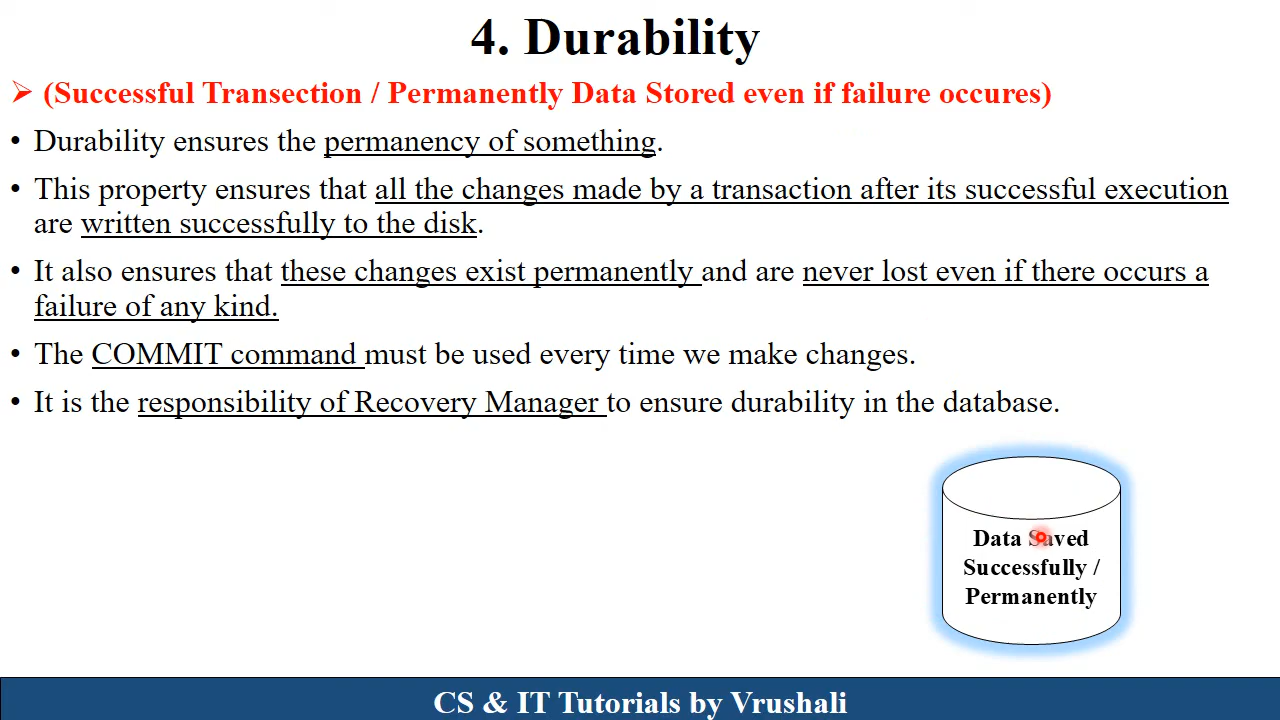 4. Durability
➢ (Successful Transection / Permanently Data Stored even if failure occures)
• Durability ensures the permanency of something.
• This property ensures that all the changes made by a transaction after its successful execution
are written successfully to the disk.
• It also ensures that these changes exist permanently and are never lost even if there occurs a
failure of any kind.
• The COMMIT command must be used every time we make changes.
• It is the responsibility of Recovery Manager to ensure durability in the database.
Data Saved
Successfully /
Permanently
CS & IT Tutorials by Vrushali